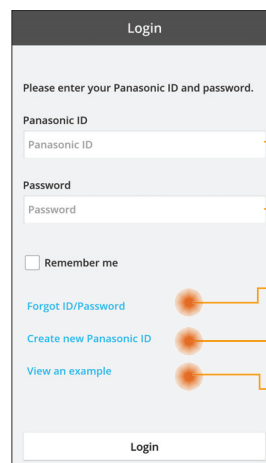 Login
Please enter your Panasonic ID and password.
Panasonic ID
Panasonic ID
Password
Password
Remember me
Forgot ID/Password
Create new Panasonic ID
View an example
Login